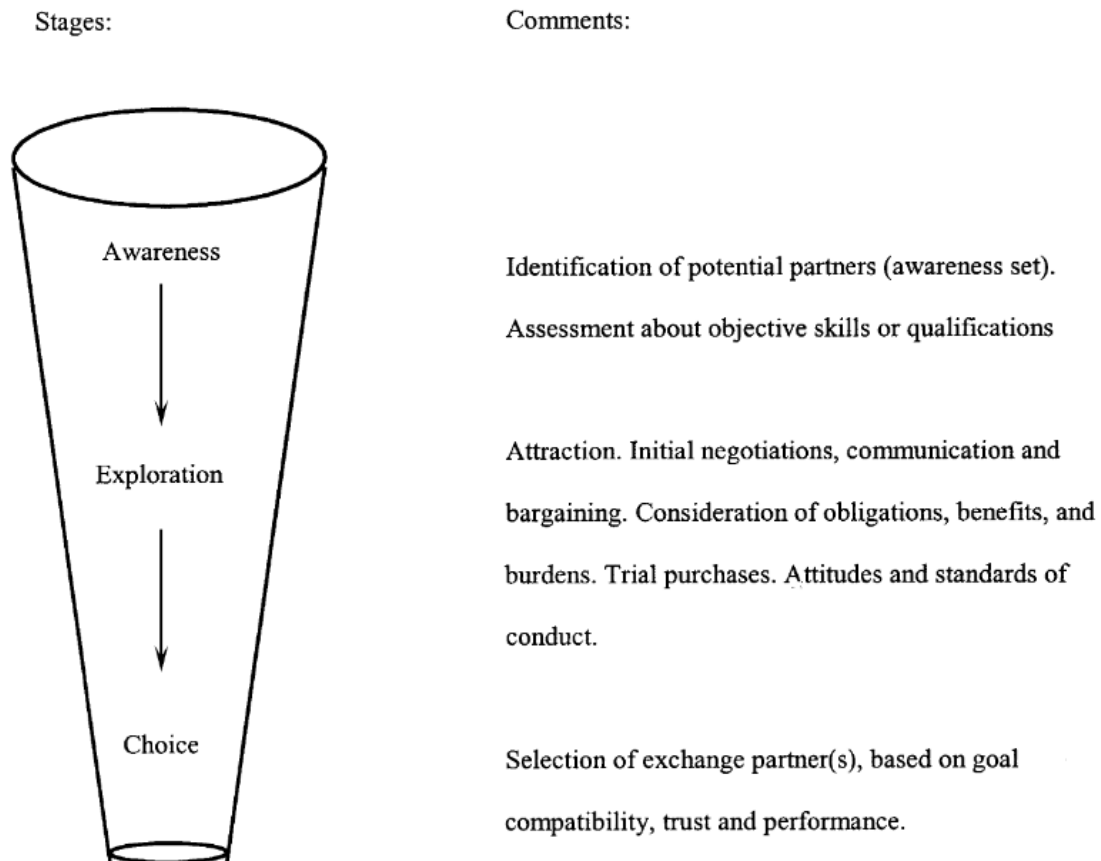 Stages:
Comments:
Awareness
Identification of potential partners (awareness set).
Assessment about objective skills or qualifications
Exploration
Attraction. Initial negotiations, communication and
bargaining. Consideration of obligations, benefits, and
burdens. Trial purchases. Attitudes and standards of
conduct.
Choice
Selection of exchange partner(s), based on goal
compatibility, trust and performance.